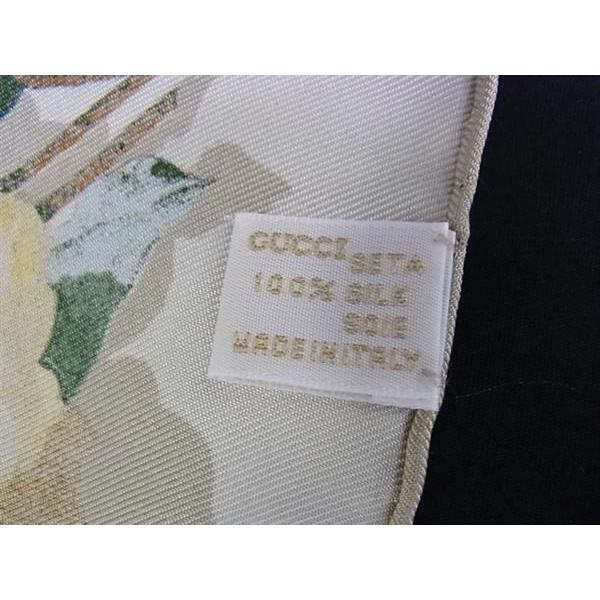 GUCCI
SETA
100% SILK
SOIE
MADE IN ITALY